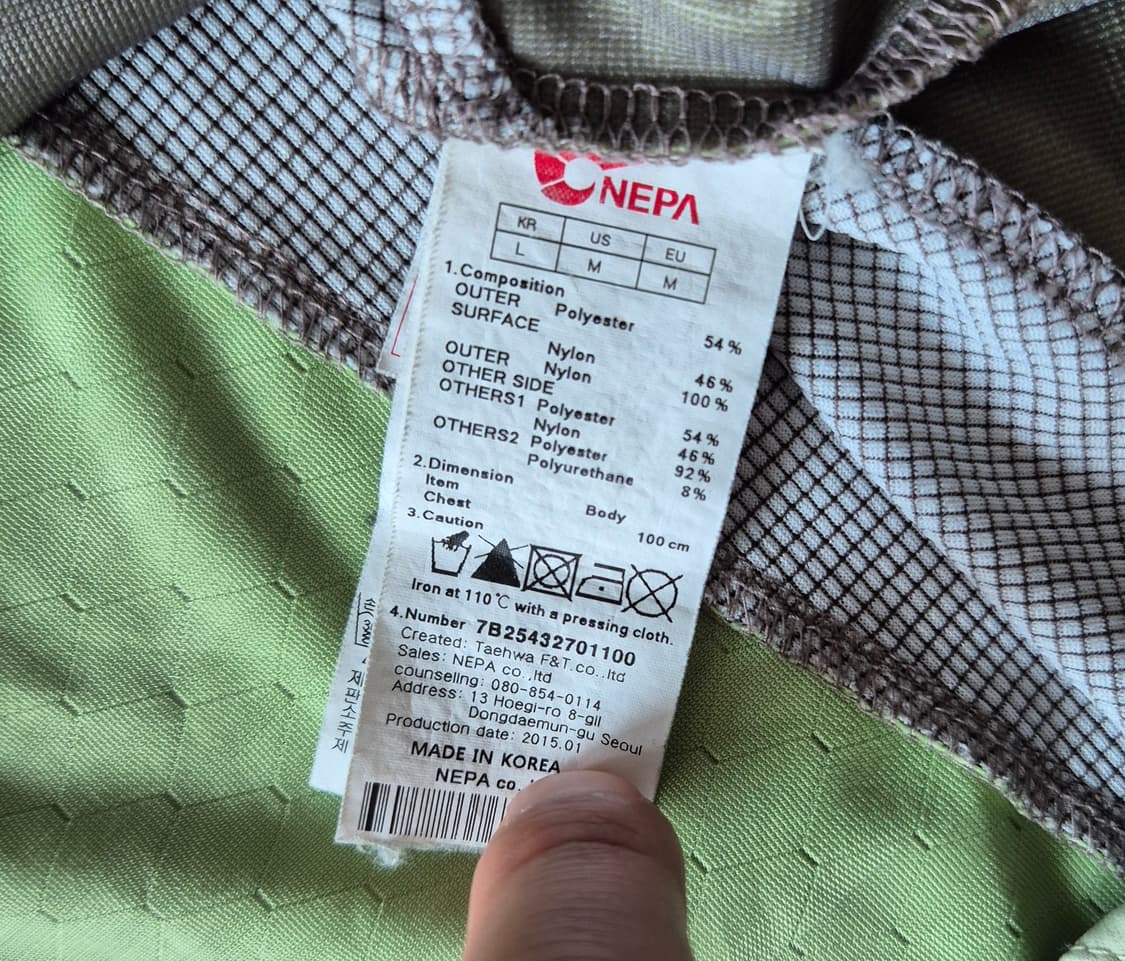 NEPA
KR US EU
L M M
1.Composition
OUTER Polyester 54%
SURFACE
Nylon 46%
OUTER Nylon 100%
OTHER SIDE
OTHERS1 Polyester 54%
Nylon 46%
OTHERS2 Polyester 92%
Polyurethane 8%
2.Dimension
Item Body
Chest 100 cm
3.Caution
Iron at 110℃ with a pressing cloth.
4.Number 7B25432701100
Created: Taehwa F&T.co.,ltd
Sales: NEPA co.,ltd
counseling: 080-854-0114
Address: 13 Hoegi-ro 8-gil
Dongdaemun-gu Seoul
Production date: 2015.01
MADE IN KOREA
NEPA co.
제판소주제